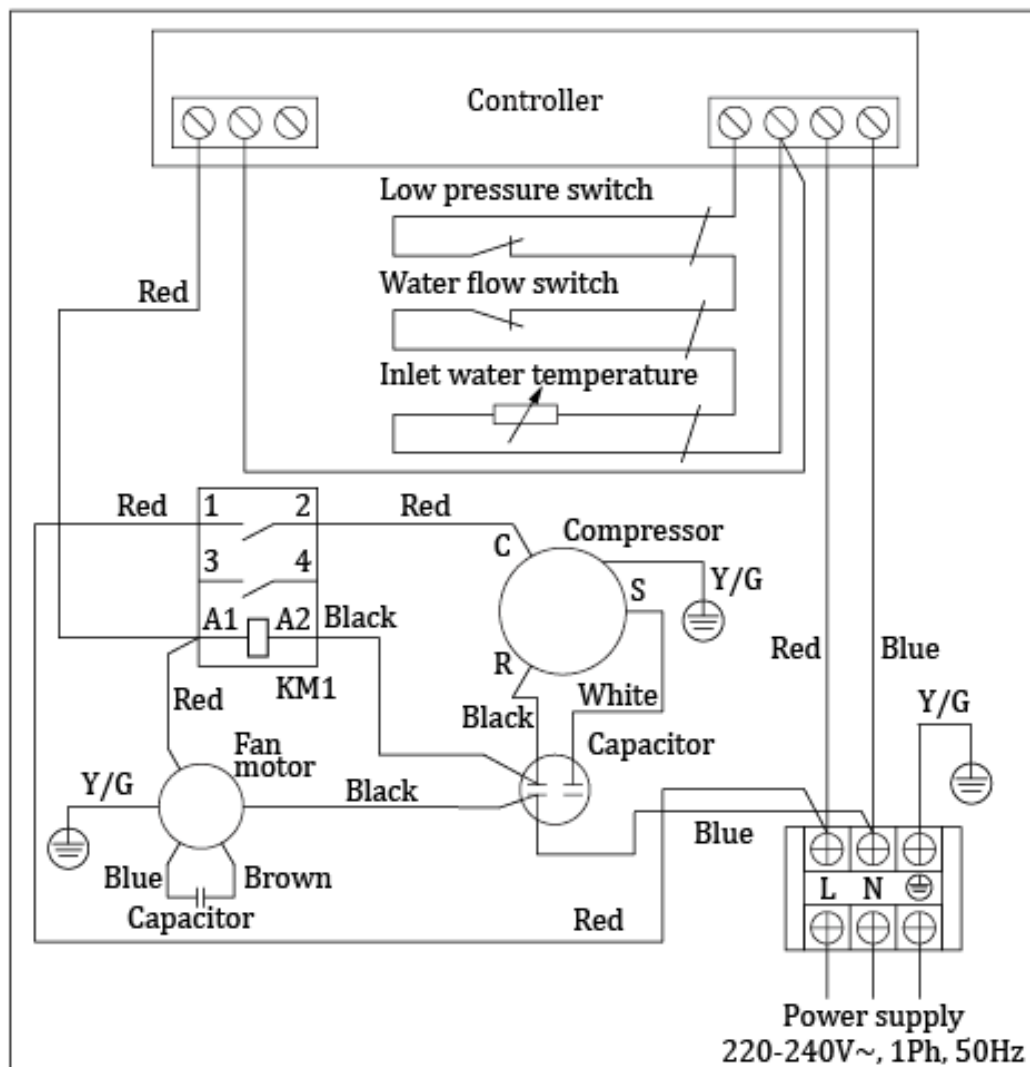 Controller
Low pressure switch
Red
Water flow switch
Inlet water temperature
Red
1
2
Red
Compressor
C
3
4
Y/G
S
A1
A2
Black
Red
Blue
R
KM1
Red
White
Y/G
Black
Fan
motor
Capacitor
Y/G
Black
Blue
Blue
Brown
L
N
Capacitor
Red
Power supply
220-240V~, 1Ph, 50Hz